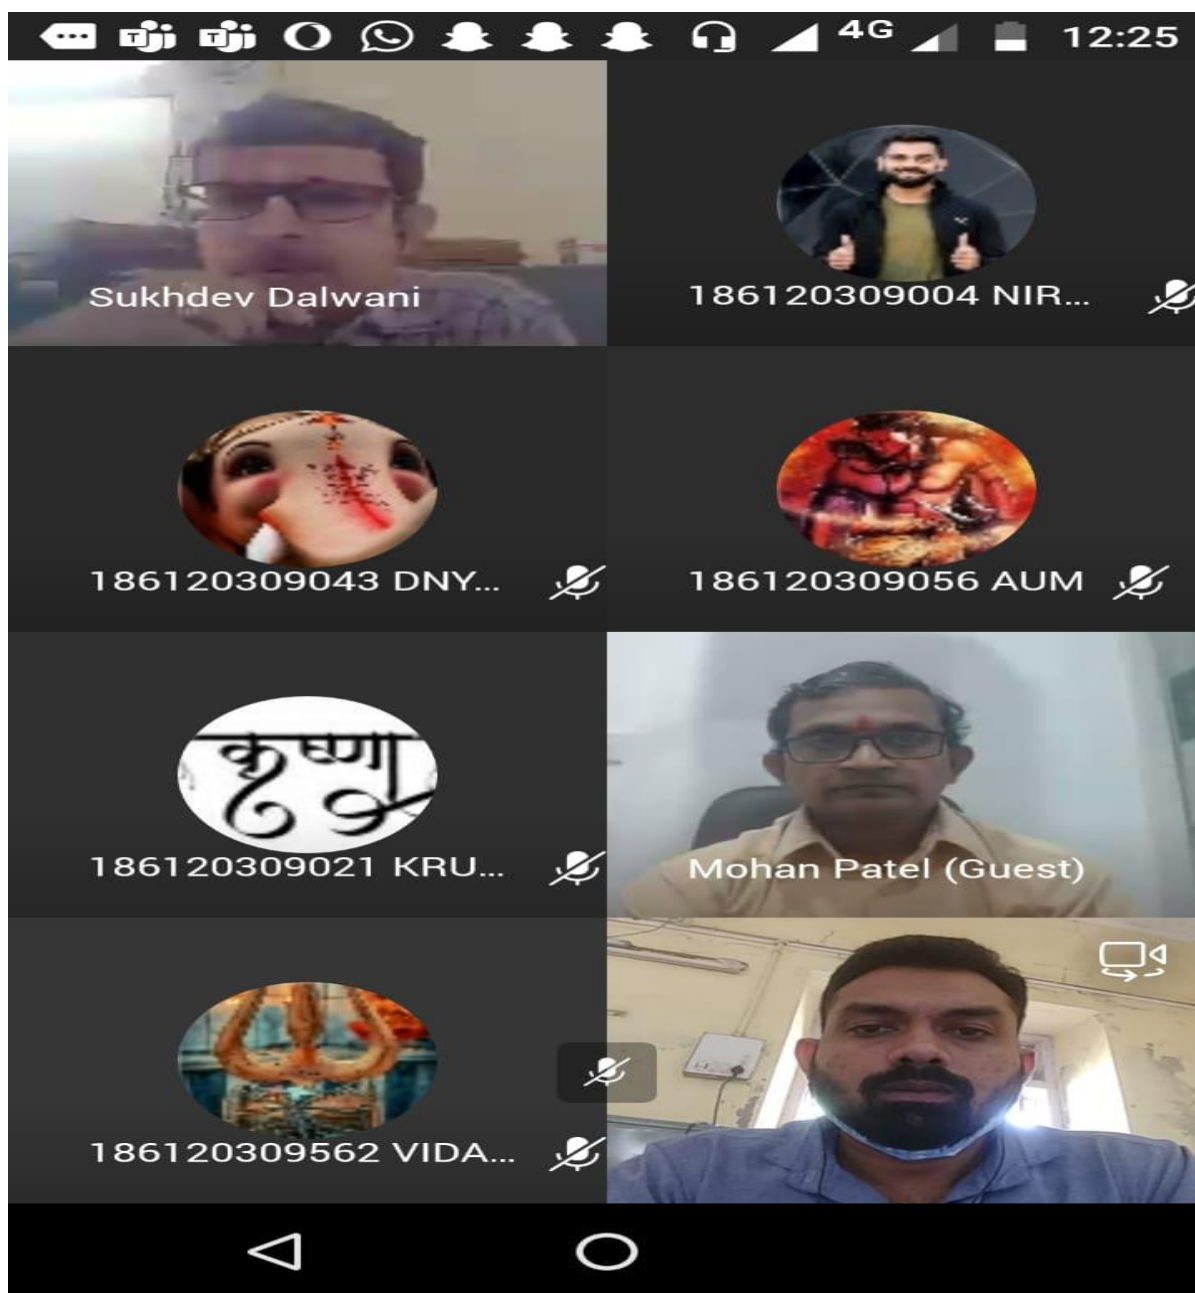 4G 12:25
Sukhdev Dalwani
186120309004 NIR...
186120309043 DNY...
186120309056 AUM
कृष्णा
186120309021 KRU...
Mohan Patel (Guest)
186120309562 VIDA...